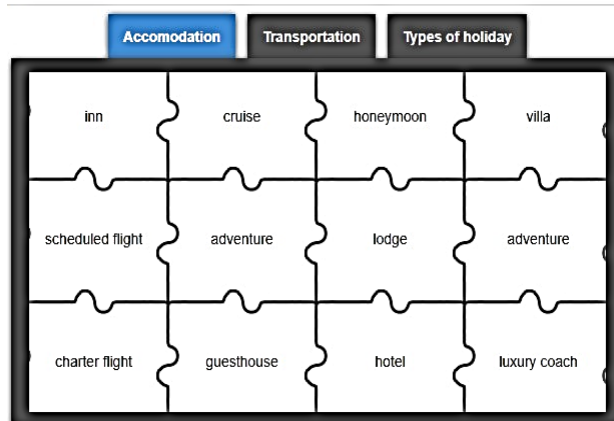 Accomodation Transportation Types of holiday
inn cruise honeymoon villa
scheduled flight adventure lodge adventure
charter flight guesthouse hotel luxury coach